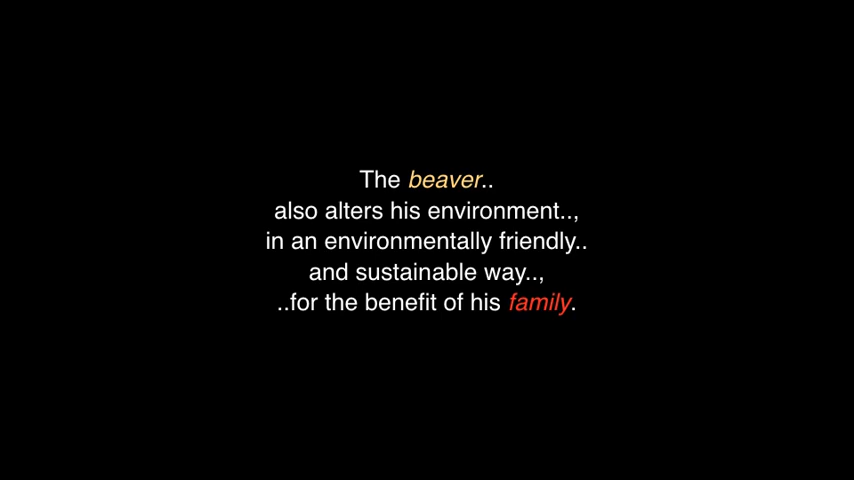 The beaver..
also alters his environment..,
in an environmentally friendly..
and sustainable way..,
..for the benefit of his family.